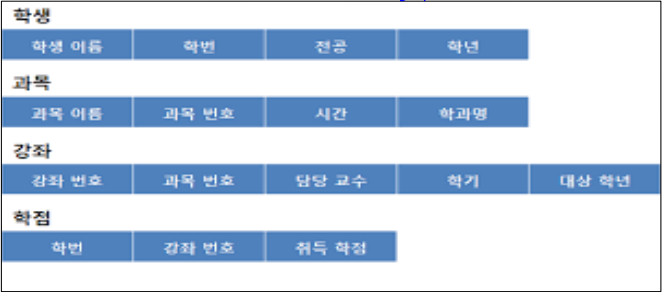 학생
학생 이름 학번 전공 학년
과목
과목 이름 과목 번호 시간 학과명
강좌
강좌 번호 과목 번호 담당 교수 학기 대상 학년
학점
학번 강좌 번호 취득 학점